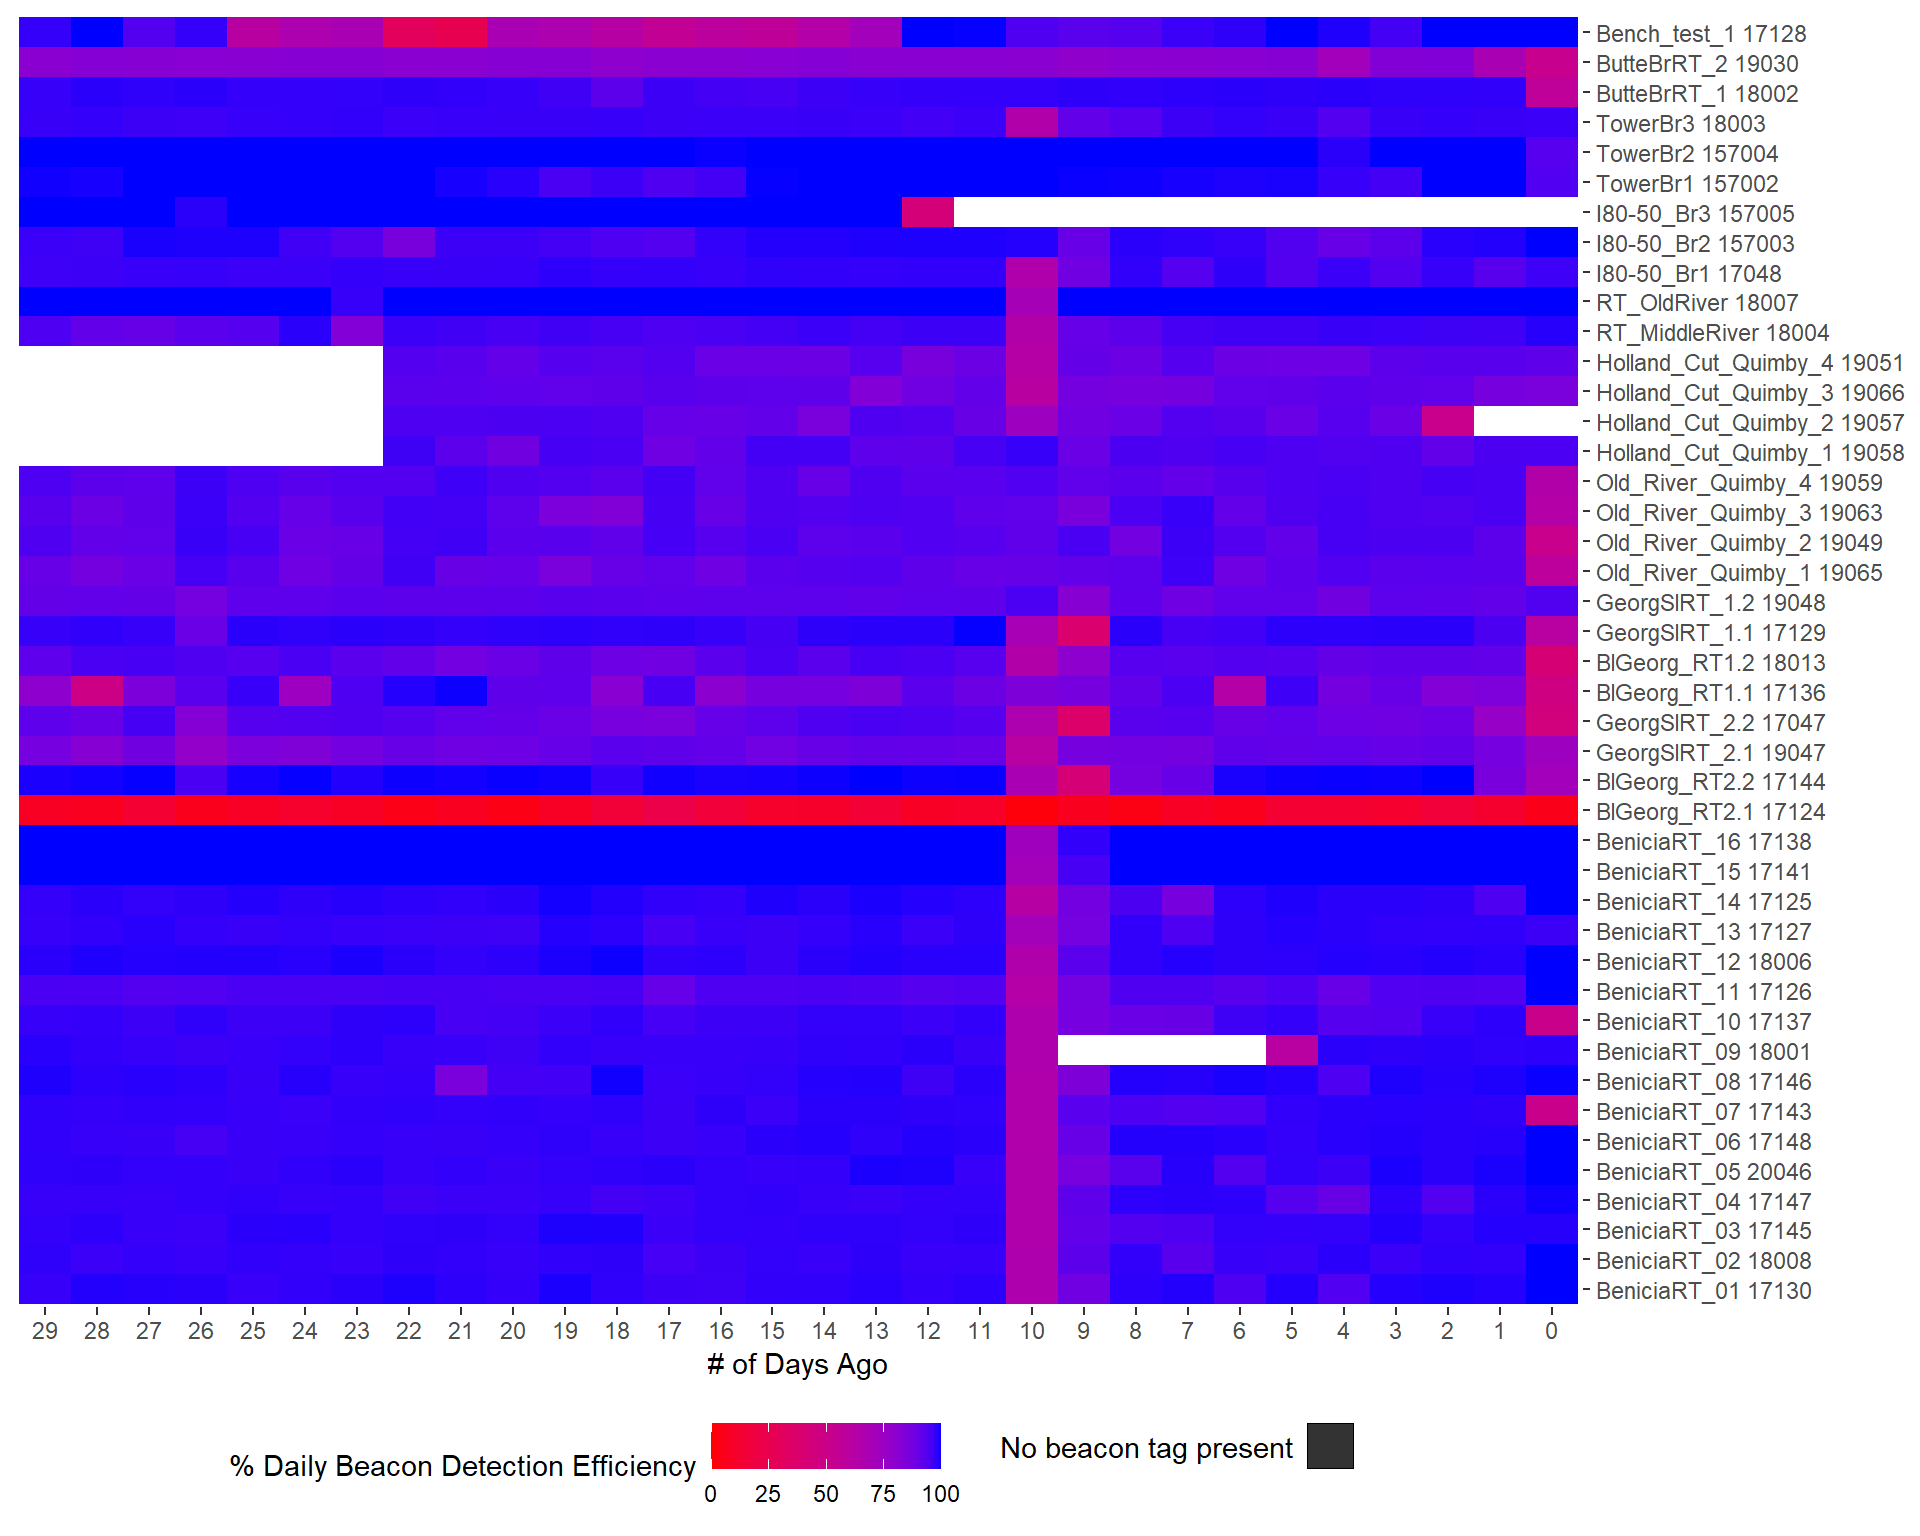 Bench_test_1 17128
ButteBrRT_2 19030
ButteBrRT_1 18002
TowerBr3 18003
TowerBr2 157004
TowerBr1 157002
I80-50_Br3 157005
I80-50_Br2 157003
I80-50_Br1 17048
RT_OldRiver 18007
RT_MiddleRiver 18004
Holland_Cut_Quimby_4 19051
Holland_Cut_Quimby_3 19066
Holland_Cut_Quimby_2 19057
Holland_Cut_Quimby_1 19058
Old_River_Quimby_4 19059
Old_River_Quimby_3 19063
Old_River_Quimby_2 19049
Old_River_Quimby_1 19065
GeorgSlRT_1.2 19048
GeorgSlRT_1.1 17129
BlGeorg_RT1.2 18013
BlGeorg_RT1.1 17136
GeorgSlRT_2.2 17047
GeorgSlRT_2.1 19047
BlGeorg_RT2.2 17144
BlGeorg_RT2.1 17124
BeniciaRT_16 17138
BeniciaRT_15 17141
BeniciaRT_14 17125
BeniciaRT_13 17127
BeniciaRT_12 18006
BeniciaRT_11 17126
BeniciaRT_10 17137
BeniciaRT_09 18001
BeniciaRT_08 17146
BeniciaRT_07 17143
BeniciaRT_06 17148
BeniciaRT_05 20046
BeniciaRT_04 17147
BeniciaRT_03 17145
BeniciaRT_02 18008
BeniciaRT_01 17130
29 28 27 26 25 24 23 22 21 20 19 18 17 16 15 14 13 12 11 10 9 8 7 6 5 4 3 2 1 0
# of Days Ago
% Daily Beacon Detection Efficiency
0 25 50 75 100
No beacon tag present